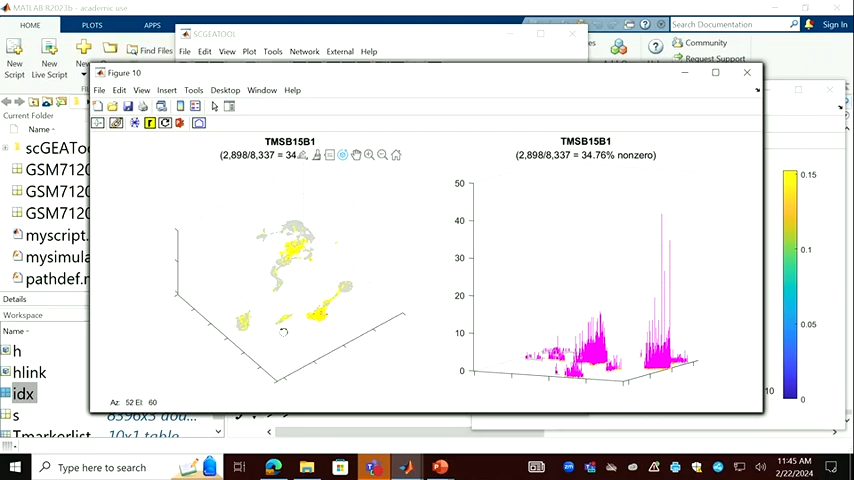 MATLAB R2023b - academic use
HOME PLOTS APPS
Search Documentation Sign In
SCGEATOOL
File Edit View Plot Tools Network External Help
New Script
New Live Script
Find Files
Community
Request Support
Figure 10
File Edit View Insert Tools Desktop Window Help
Current Folder
Name
GSM712
GSM712
GSM712
myscript.
mysimula
pathdef.m
Details
Workspace
Name
h
hlink
idx
s
8396x3 dou...
Tmarkerlist
10x1 table
TMSB15B1
(2,898/8,337 = 34
TMSB15B1
(2,898/8,337 = 34.76% nonzero)
50
40
30
20
10
0
0.15
0.1
0.05
0
10
Az: 52 El: 60
Type here to search
11:45 AM
2/22/2024